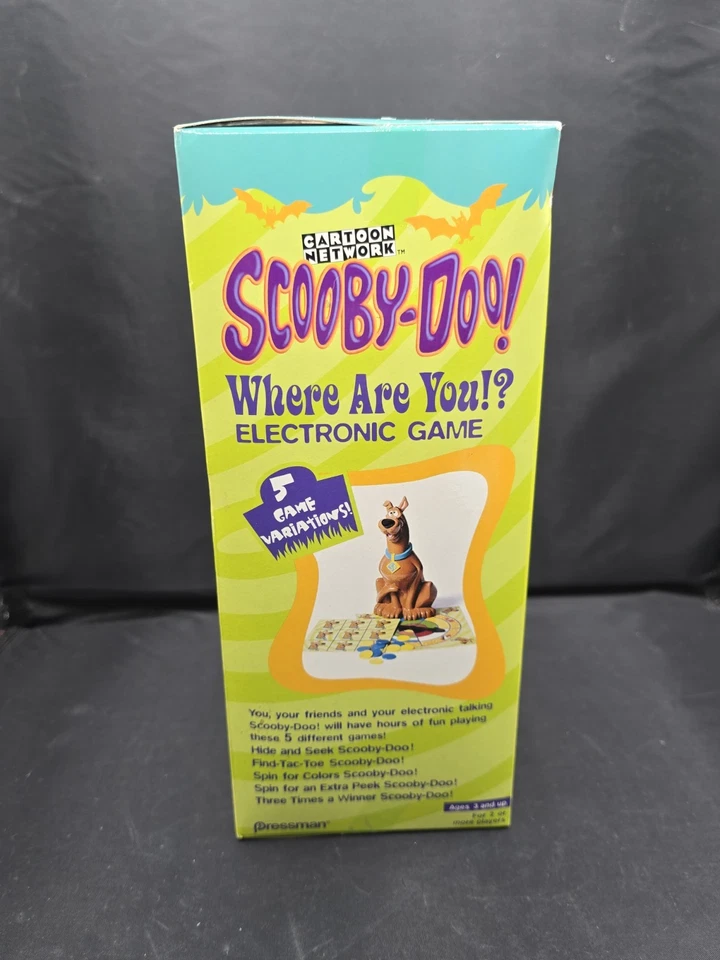 CARTOON
NETWORK™
SCOOBY-DOO!
Where Are You!?
ELECTRONIC GAME
5
GAME
VARIATIONS!
You, your friends and your electronic talking
Scooby-Doo! will have hours of fun playing
these 5 different games!
Hide and Seek Scooby-Doo!
Find-Tac-Toe Scooby-Doo!
Spin for Colors Scooby-Doo!
Spin for an Extra Peek Scooby-Doo!
Three Times a Winner Scooby-Doo!
Ages 3 and up
For 2 or
more players
Pressman